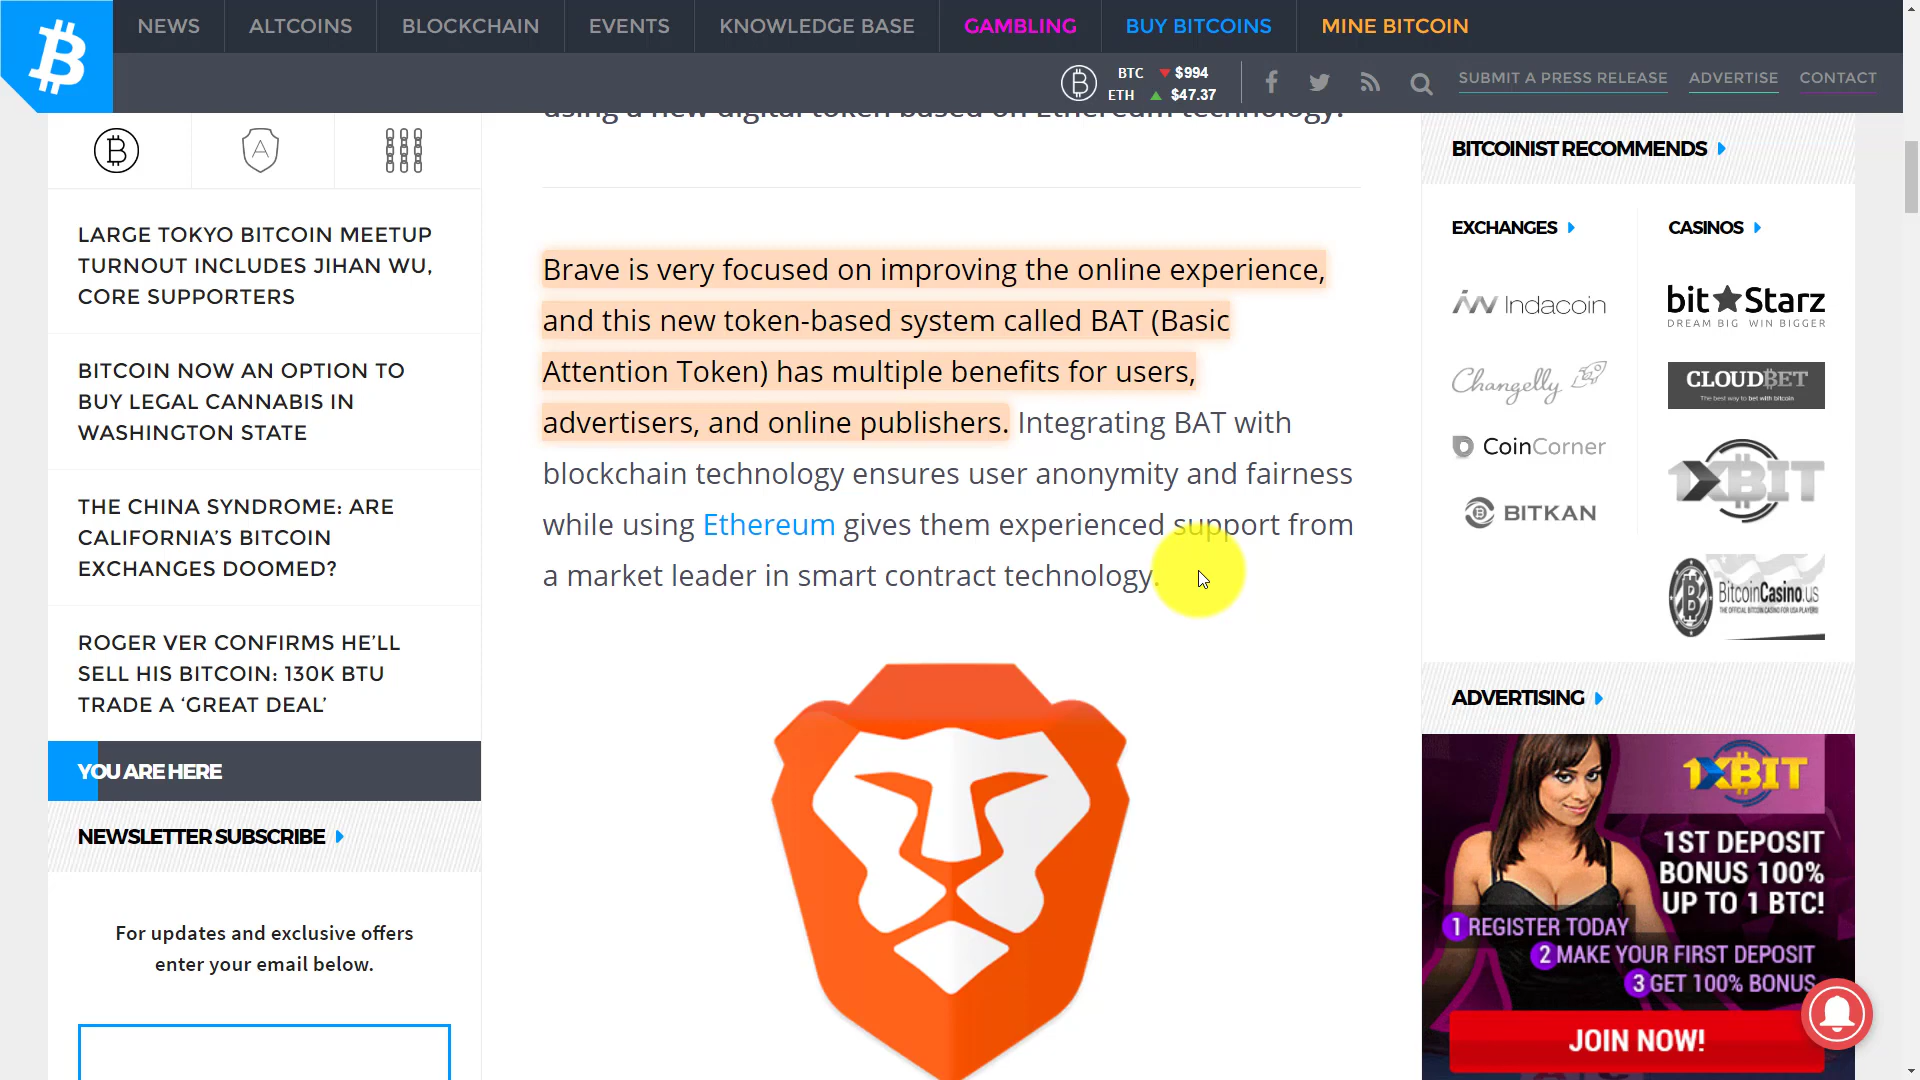 NEWS ALTCOINS BLOCKCHAIN EVENTS KNOWLEDGE BASE GAMBLING BUY BITCOINS MINE BITCOIN
BTC $994
ETH $47.37
SUBMIT A PRESS RELEASE ADVERTISE CONTACT
LARGE TOKYO BITCOIN MEETUP
TURNOUT INCLUDES JIHAN WU,
CORE SUPPORTERS
BITCOIN NOW AN OPTION TO
BUY LEGAL CANNABIS IN
WASHINGTON STATE
THE CHINA SYNDROME: ARE
CALIFORNIA’S BITCOIN
EXCHANGES DOOMED?
ROGER VER CONFIRMS HE’LL
SELL HIS BITCOIN: 130K BTU
TRADE A ‘GREAT DEAL’
YOU ARE HERE
NEWSLETTER SUBSCRIBE
For updates and exclusive offers
enter your email below.
using a new digital token based on Ethereum technology.
Brave is very focused on improving the online experience,
and this new token-based system called BAT (Basic
Attention Token) has multiple benefits for users,
advertisers, and online publishers. Integrating BAT with
blockchain technology ensures user anonymity and fairness
while using Ethereum gives them experienced support from
a market leader in smart contract technology.
BITCOINIST RECOMMENDS
EXCHANGES
Indacoin
Changelly
CoinCorner
BITKAN
CASINOS
bit Starz
DREAM BIG WIN BIGGER
CLOUDBET
The best way to bet with bitcoin
1XBIT
BitcoinCasino.us
THE OFFICIAL BITCOIN CASINO FOR USA PLAYERS!
ADVERTISING
1XBIT
1ST DEPOSIT
BONUS 100%
UP TO 1 BTC!
1 REGISTER TODAY
2 MAKE YOUR FIRST DEPOSIT
3 GET 100% BONUS
JOIN NOW!